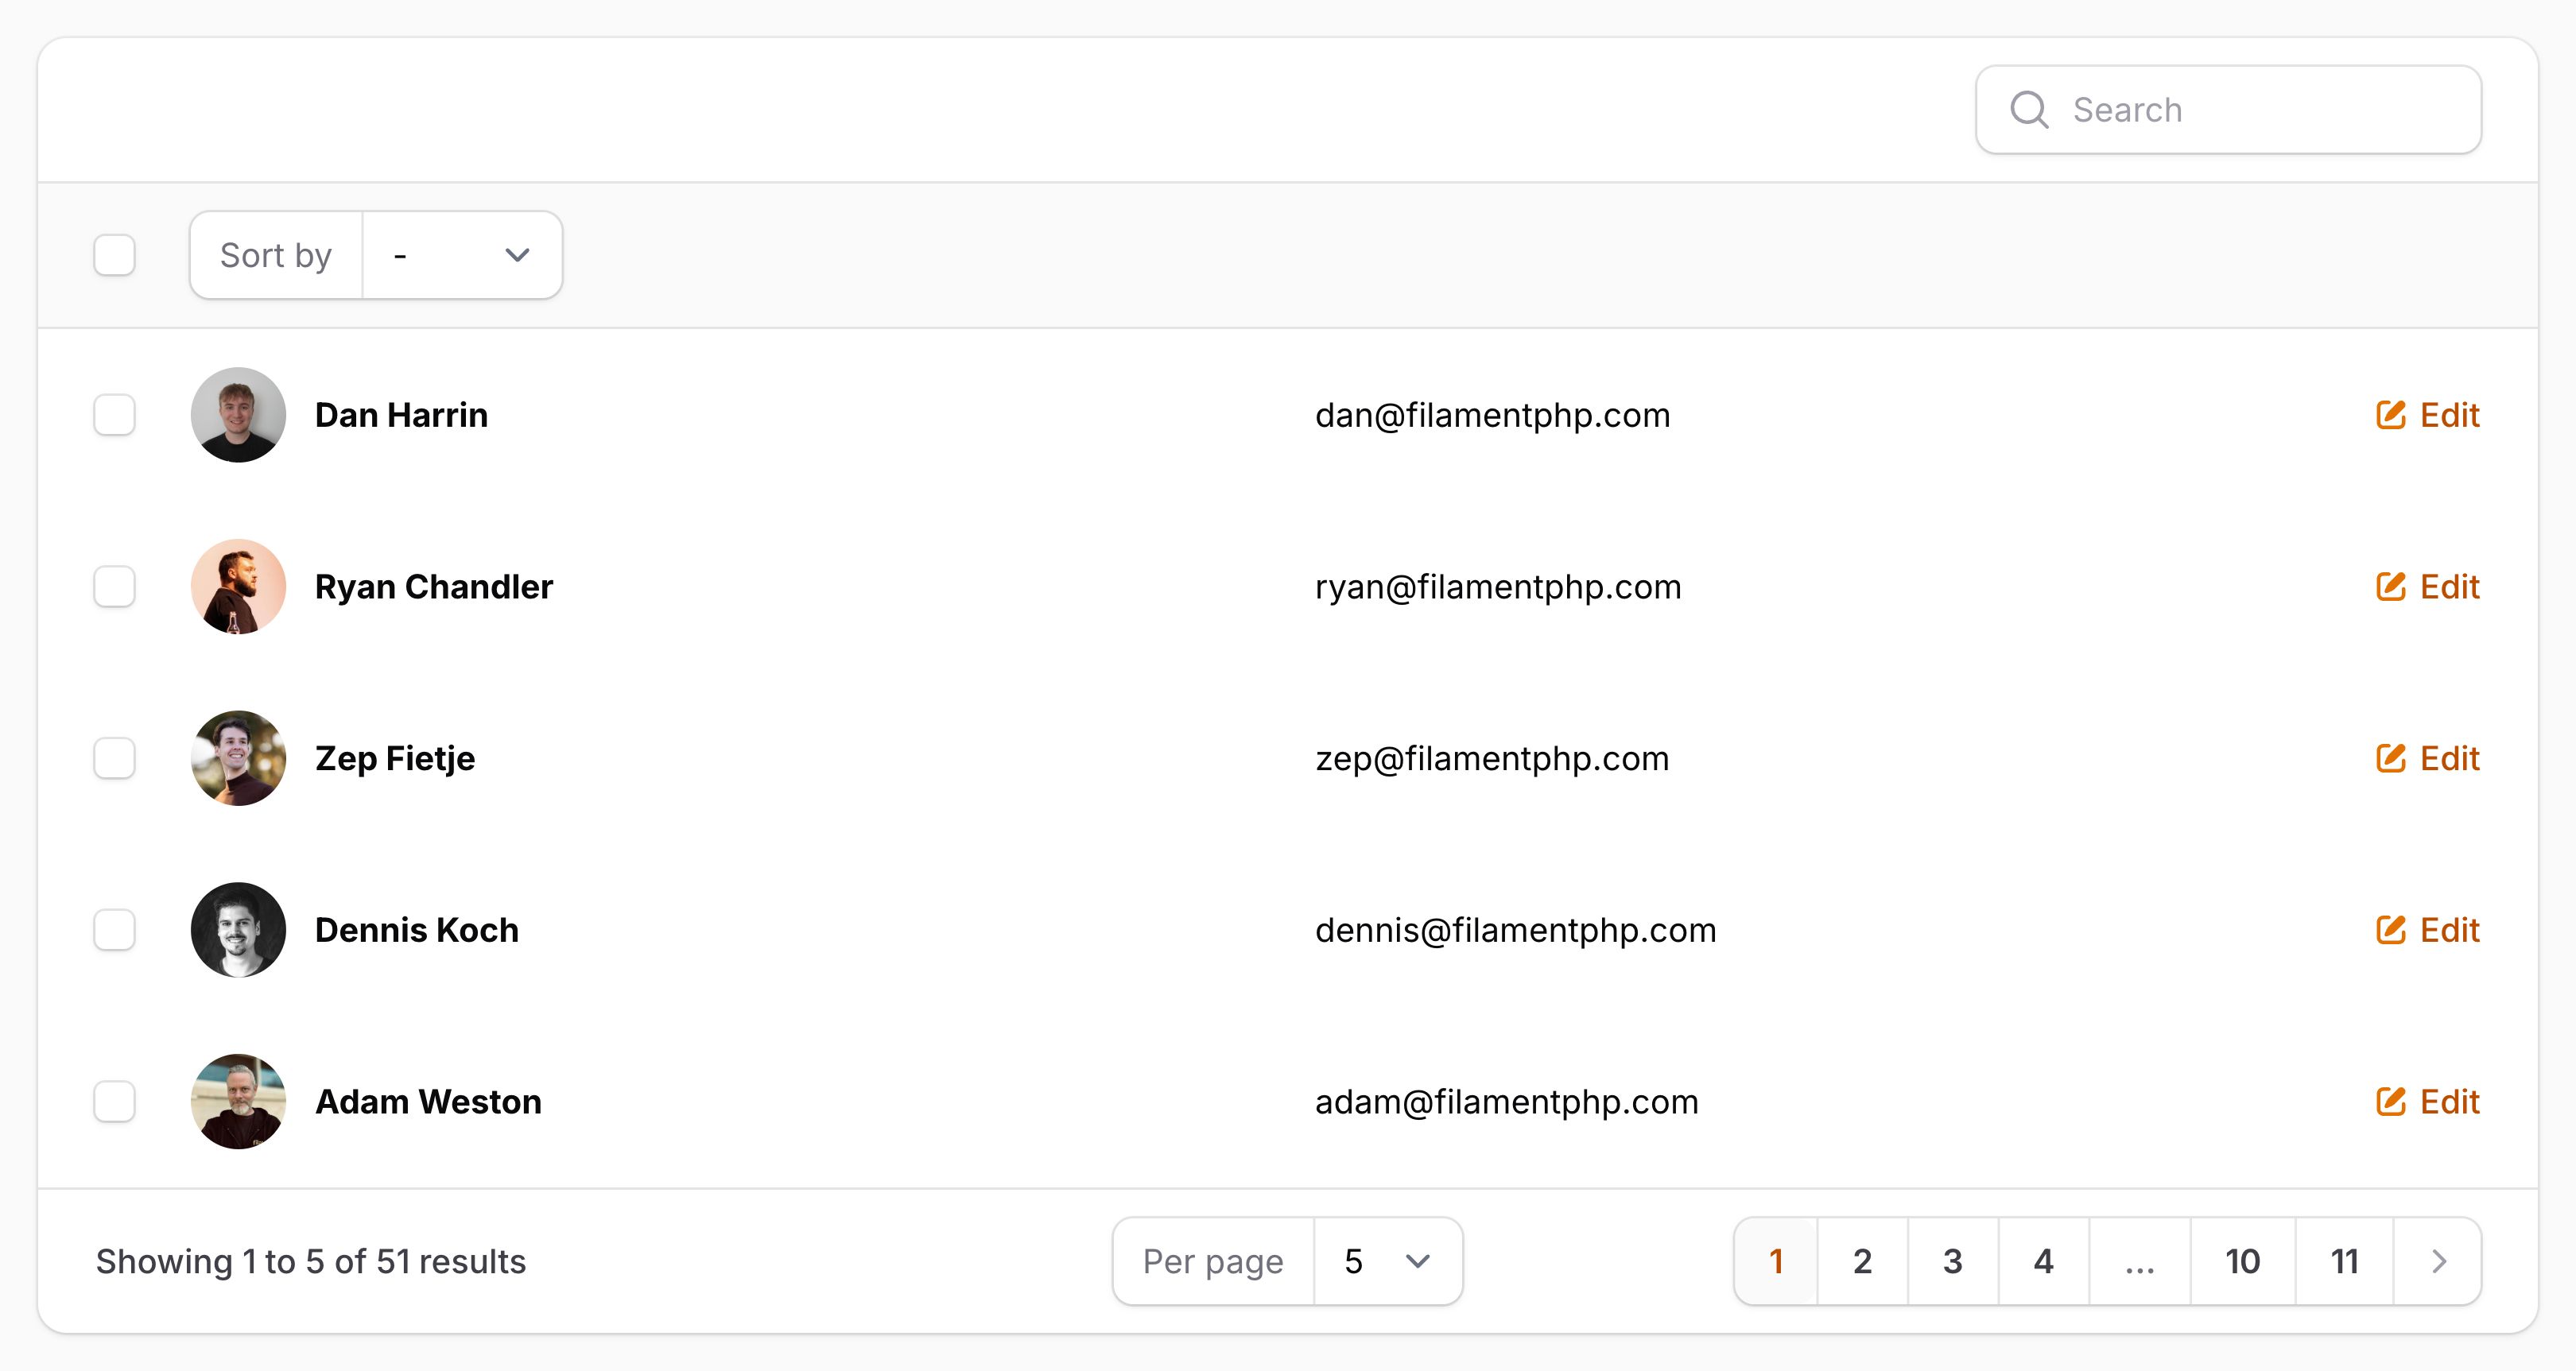 Search
Sort by -
Dan Harrin dan@filamentphp.com Edit
Ryan Chandler ryan@filamentphp.com Edit
Zep Fietje zep@filamentphp.com Edit
Dennis Koch dennis@filamentphp.com Edit
Adam Weston adam@filamentphp.com Edit
Showing 1 to 5 of 51 results Per page 5 1 2 3 4 ... 10 11